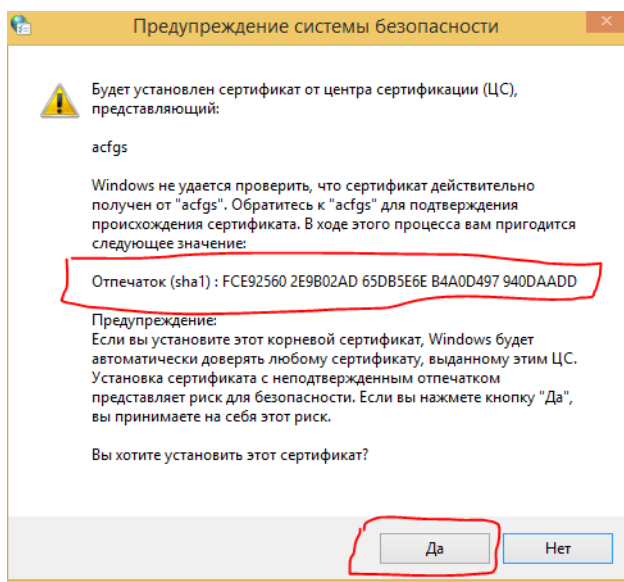 Предупреждение системы безопасности
Будет установлен сертификат от центра сертификации (ЦС),
представляющий:
acfgs
Windows не удается проверить, что сертификат действительно
получен от "acfgs". Обратитесь к "acfgs" для подтверждения
происхождения сертификата. В ходе этого процесса вам пригодится
следующее значение:
Отпечаток (sha1) : FCE92560 2E9B02AD 65DB5E6E B4A0D497 940DAADD
Предупреждение:
Если вы установите этот корневой сертификат, Windows будет
автоматически доверять любому сертификату, выданному этим ЦС.
Установка сертификата с неподтвержденным отпечатком
представляет риск для безопасности. Если вы нажмете кнопку "Да",
вы принимаете на себя этот риск.
Вы хотите установить этот сертификат?
Да
Нет